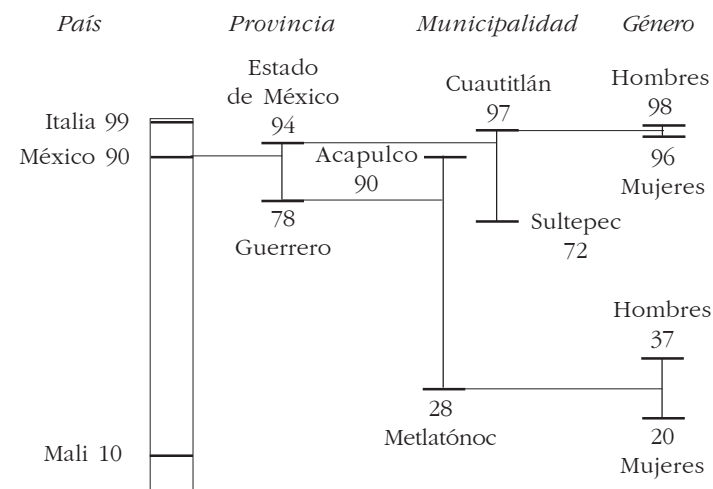 País Provincia Municipalidad Género
Estado
de México
94
Italia 99
México 90
Acapulco
90
78
Guerrero
Cuautitlán
97
Sultepec
72
Hombres
98
96
Mujeres
28
Metlatónoc
Hombres
37
20
Mujeres
Mali 10